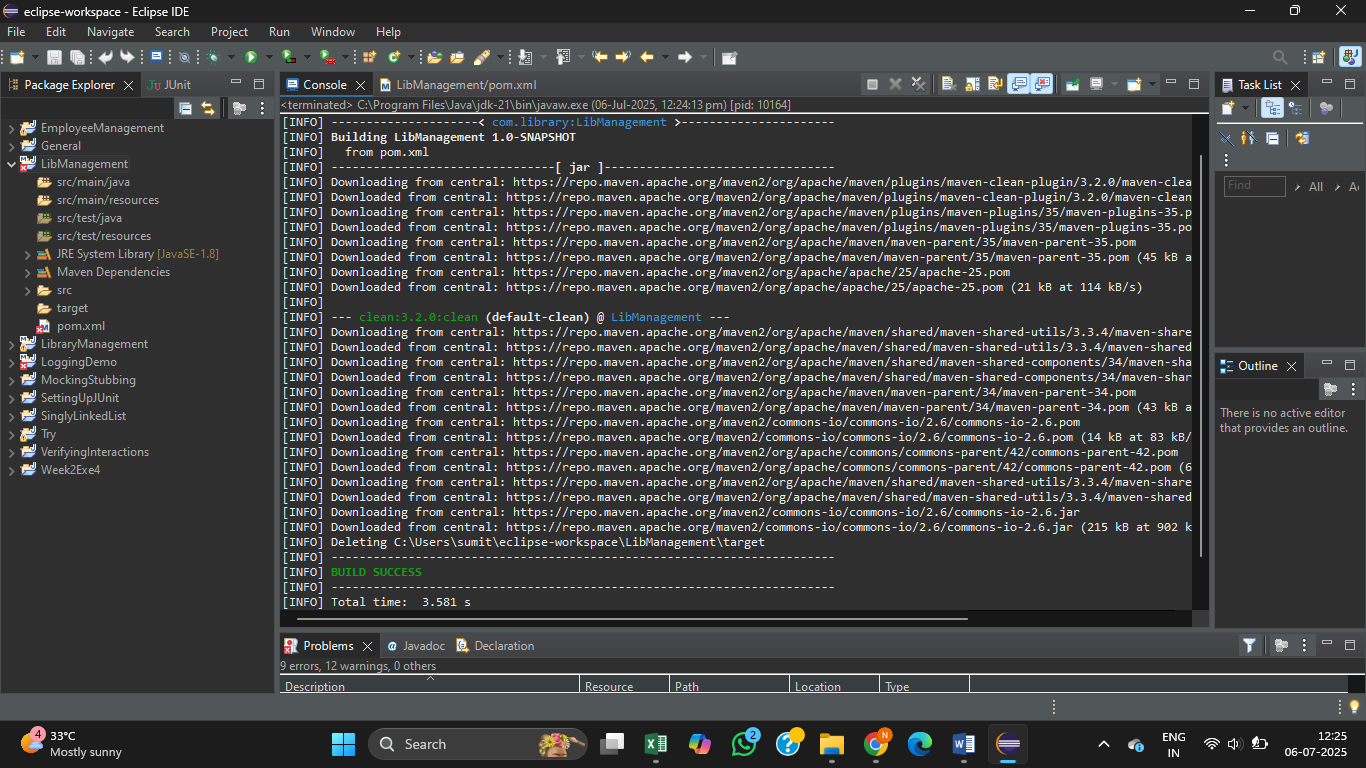 eclipse-workspace - Eclipse IDE
File Edit Navigate Search Project Run Window Help
Package Explorer JUnit
EmployeeManagement
General
LibManagement
src/main/java
src/main/resources
src/test/java
src/test/resources
JRE System Library [JavaSE-1.8]
Maven Dependencies
src
target
pom.xml
LibraryManagement
LoggingDemo
MockingStubbing
SettingUpJUnit
SinglyLinkedList
Try
VerifyingInteractions
Week2Exe4
Console LibManagement/pom.xml
<terminated> C:\Program Files\Java\jdk-21\bin\javaw.exe (06-Jul-2025, 12:24:13 pm) [pid: 10164]
[INFO] ---------------------< com.library:LibManagement >----------------------
[INFO] Building LibManagement 1.0-SNAPSHOT
[INFO]   from pom.xml
[INFO] --------------------------------[ jar ]---------------------------------
[INFO] Downloading from central: https://repo.maven.apache.org/maven2/org/apache/maven/plugins/maven-clean-plugin/3.2.0/maven-clea
[INFO] Downloaded from central: https://repo.maven.apache.org/maven2/org/apache/maven/plugins/maven-clean-plugin/3.2.0/maven-clean
[INFO] Downloading from central: https://repo.maven.apache.org/maven2/org/apache/maven/plugins/maven-plugins/35/maven-plugins-35.p
[INFO] Downloaded from central: https://repo.maven.apache.org/maven2/org/apache/maven/plugins/maven-plugins/35/maven-plugins-35.po
[INFO] Downloading from central: https://repo.maven.apache.org/maven2/org/apache/maven/maven-parent/35/maven-parent-35.pom
[INFO] Downloaded from central: https://repo.maven.apache.org/maven2/org/apache/maven/maven-parent/35/maven-parent-35.pom (45 kB a
[INFO] Downloading from central: https://repo.maven.apache.org/maven2/org/apache/apache/25/apache-25.pom
[INFO] Downloaded from central: https://repo.maven.apache.org/maven2/org/apache/apache/25/apache-25.pom (21 kB at 114 kB/s)
[INFO]
[INFO] --- clean:3.2.0:clean (default-clean) @ LibManagement ---
[INFO] Downloading from central: https://repo.maven.apache.org/maven2/org/apache/maven/shared/maven-shared-utils/3.3.4/maven-share
[INFO] Downloaded from central: https://repo.maven.apache.org/maven2/org/apache/maven/shared/maven-shared-utils/3.3.4/maven-shared
[INFO] Downloading from central: https://repo.maven.apache.org/maven2/org/apache/maven/shared/maven-shared-components/34/maven-sha
[INFO] Downloaded from central: https://repo.maven.apache.org/maven2/org/apache/maven/shared/maven-shared-components/34/maven-shar
[INFO] Downloading from central: https://repo.maven.apache.org/maven2/org/apache/maven/maven-parent/34/maven-parent-34.pom
[INFO] Downloaded from central: https://repo.maven.apache.org/maven2/org/apache/maven/maven-parent/34/maven-parent-34.pom (43 kB a
[INFO] Downloading from central: https://repo.maven.apache.org/maven2/commons-io/commons-io/2.6/commons-io-2.6.pom
[INFO] Downloaded from central: https://repo.maven.apache.org/maven2/commons-io/commons-io/2.6/commons-io-2.6.pom (14 kB at 83 kB/
[INFO] Downloading from central: https://repo.maven.apache.org/maven2/org/apache/commons/commons-parent/42/commons-parent-42.pom
[INFO] Downloaded from central: https://repo.maven.apache.org/maven2/org/apache/commons/commons-parent/42/commons-parent-42.pom (6
[INFO] Downloading from central: https://repo.maven.apache.org/maven2/org/apache/maven/shared/maven-shared-utils/3.3.4/maven-share
[INFO] Downloaded from central: https://repo.maven.apache.org/maven2/org/apache/maven/shared/maven-shared-utils/3.3.4/maven-shared
[INFO] Downloading from central: https://repo.maven.apache.org/maven2/commons-io/commons-io/2.6/commons-io-2.6.jar
[INFO] Downloaded from central: https://repo.maven.apache.org/maven2/commons-io/commons-io/2.6/commons-io-2.6.jar (215 kB at 902 k
[INFO] Deleting C:\Users\sumit\eclipse-workspace\LibManagement\target
[INFO] ------------------------------------------------------------------------
[INFO] BUILD SUCCESS
[INFO] ------------------------------------------------------------------------
[INFO] Total time:  3.581 s
Task List
Find All A
Outline
There is no active editor
that provides an outline.
Problems Javadoc Declaration
9 errors, 12 warnings, 0 others
Description Resource Path Location Type
4
33°C
Mostly sunny
Search
2
N
ENG
IN
12:25
06-07-2025